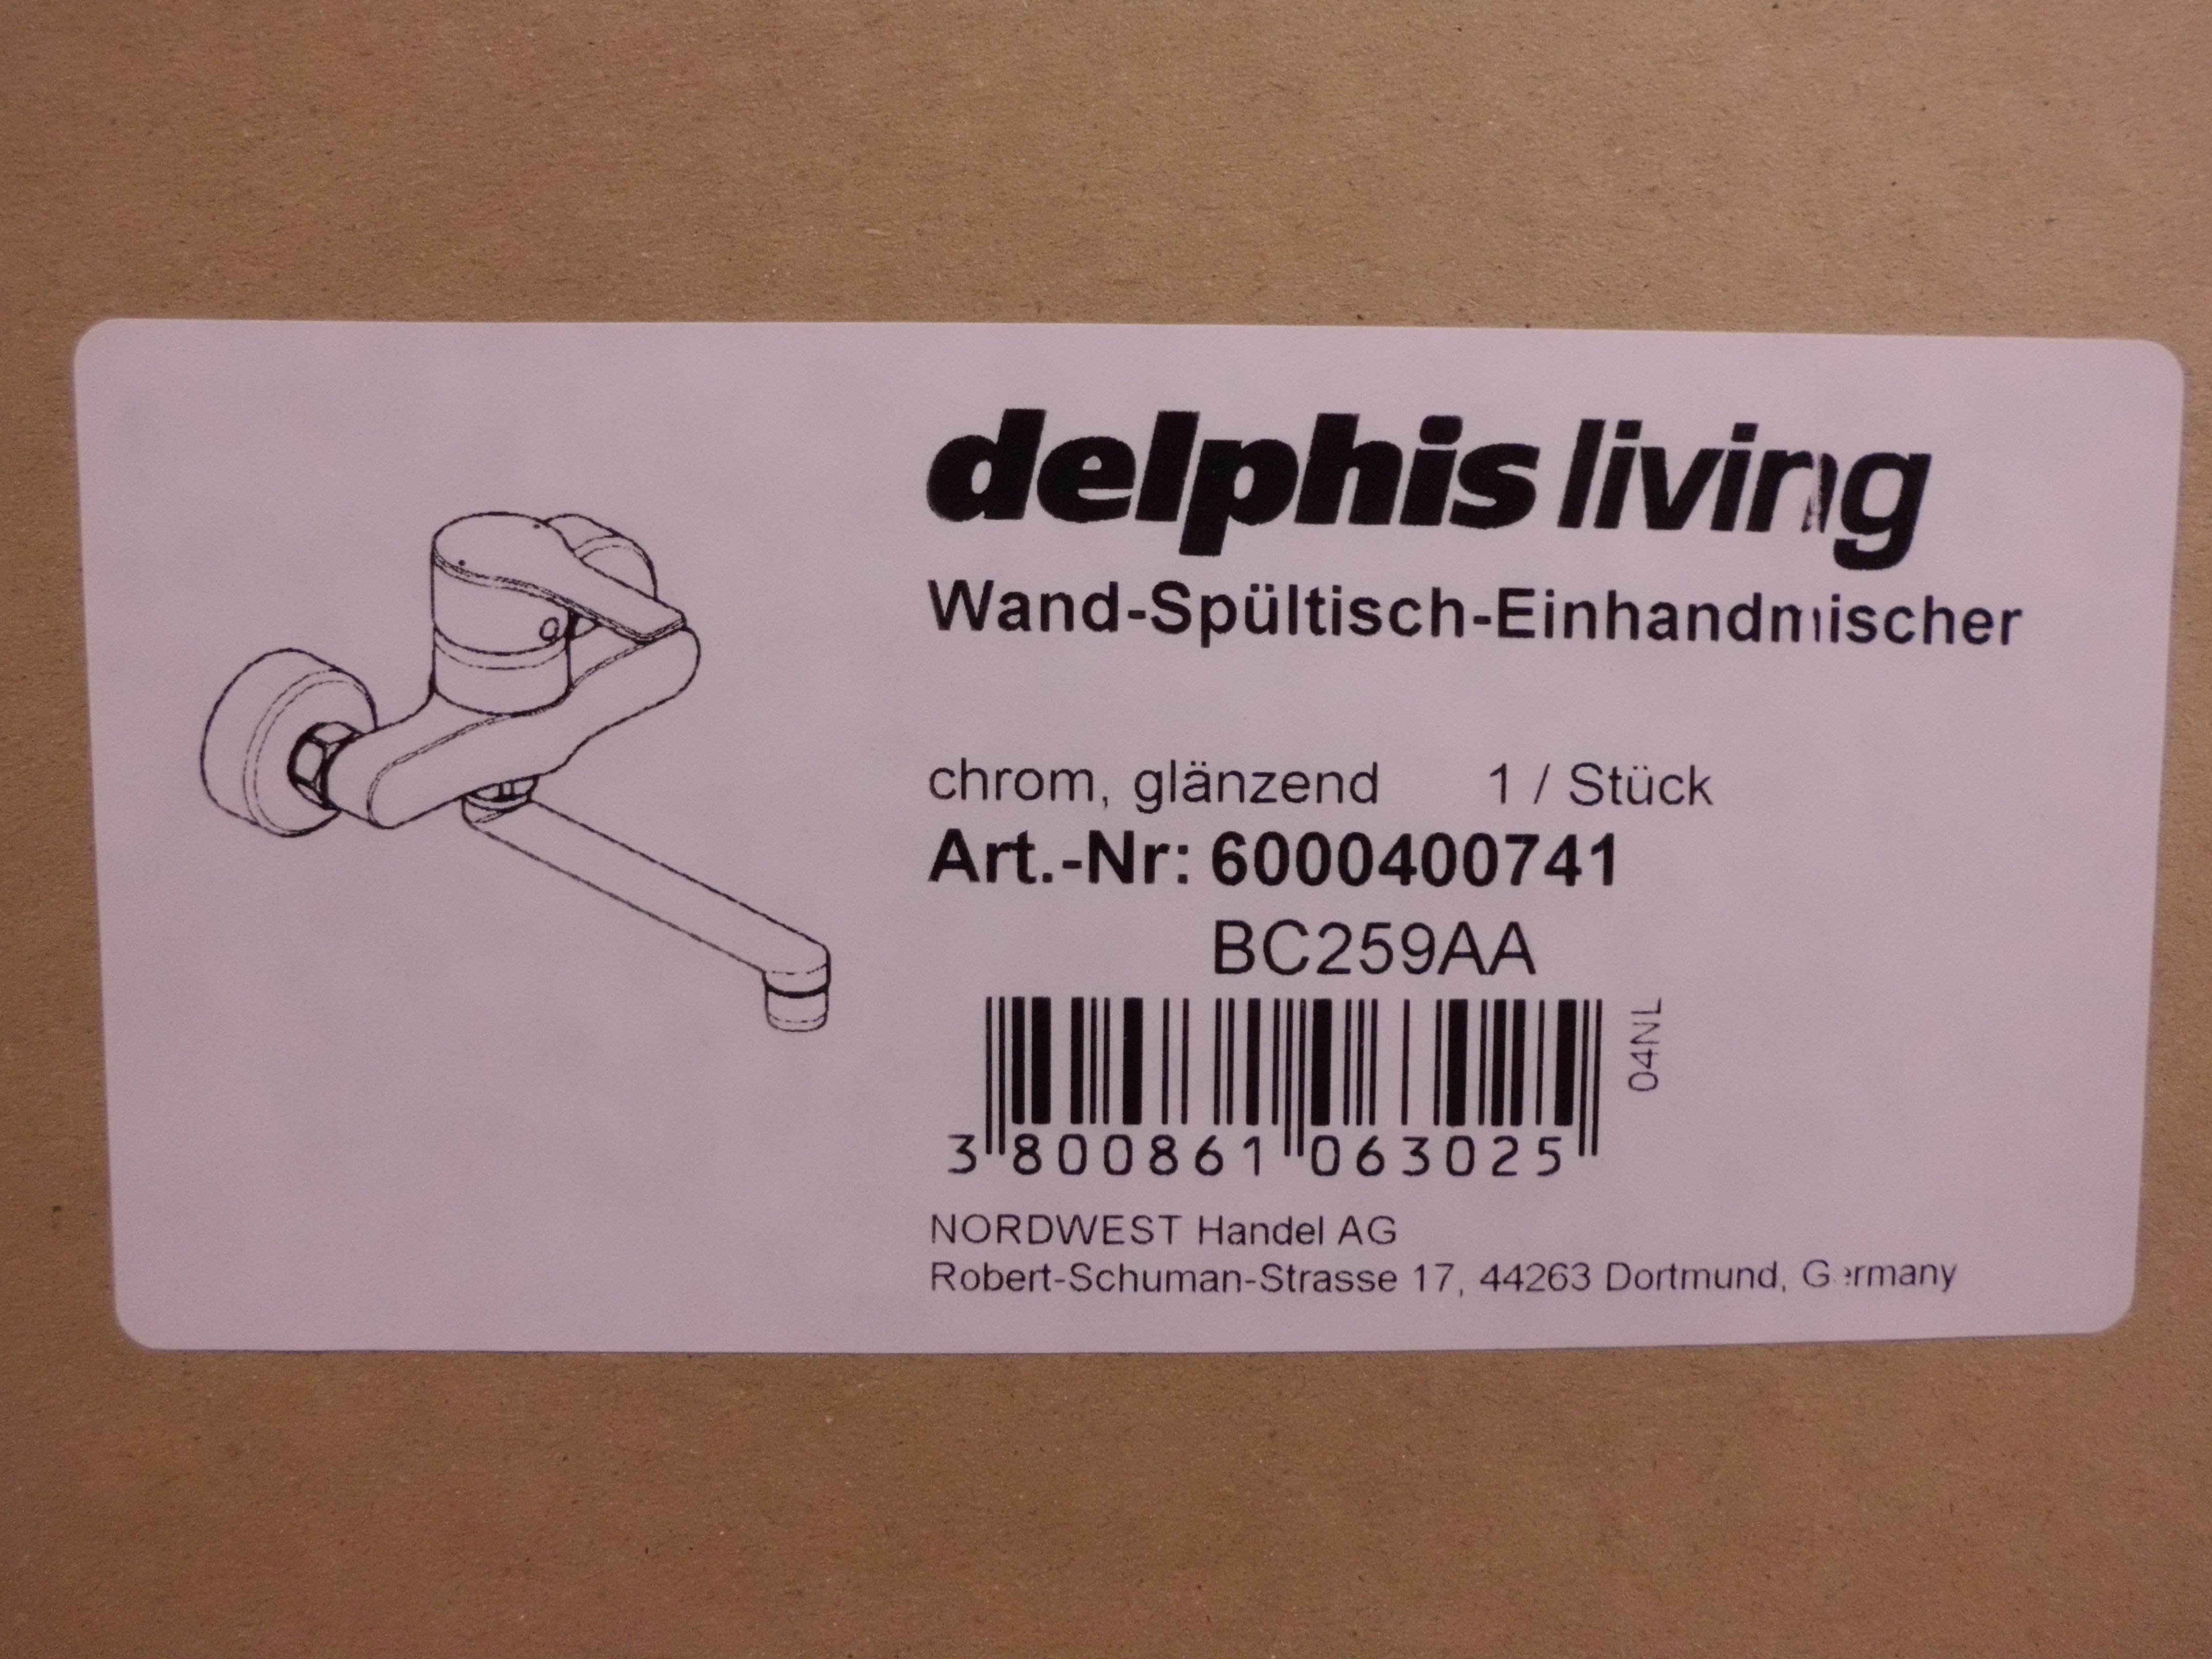 delphis living
Wand-Spültisch-Einhandmischer
chrom, glänzend 1 / Stück
Art.-Nr: 6000400741
BC259AA
04NL
3 800861 063025
NORDWEST Handel AG
Robert-Schuman-Strasse 17, 44263 Dortmund, Germany